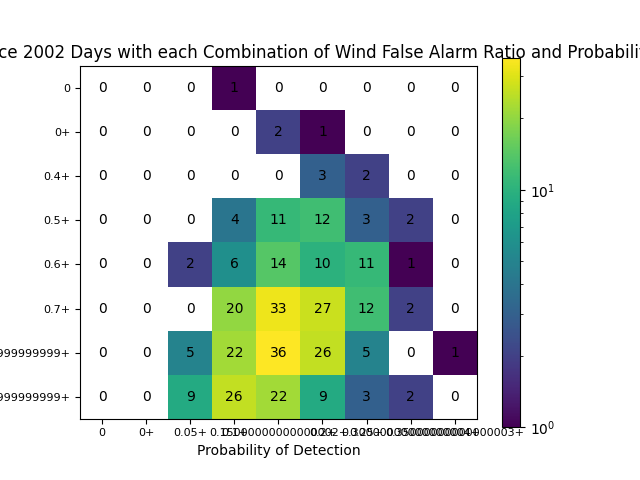 ce 2002 Days with each Combination of Wind False Alarm Ratio and Probabilit
0 0 0 0 1 0 0 0 0 0
0+ 0 0 0 0 2 1 0 0 0
0.4+ 0 0 0 0 0 3 2 0 0
10¹
0.5+ 0 0 0 4 11 12 3 2 0
0.6+ 0 0 2 6 14 10 11 1 0
0.7+ 0 0 0 20 33 27 12 2 0
999999999+ 0 0 5 22 36 26 5 0 1
999999999+ 0 0 9 26 22 9 3 2 0
10⁰
0 0+ 0.05+
Probability of Detection